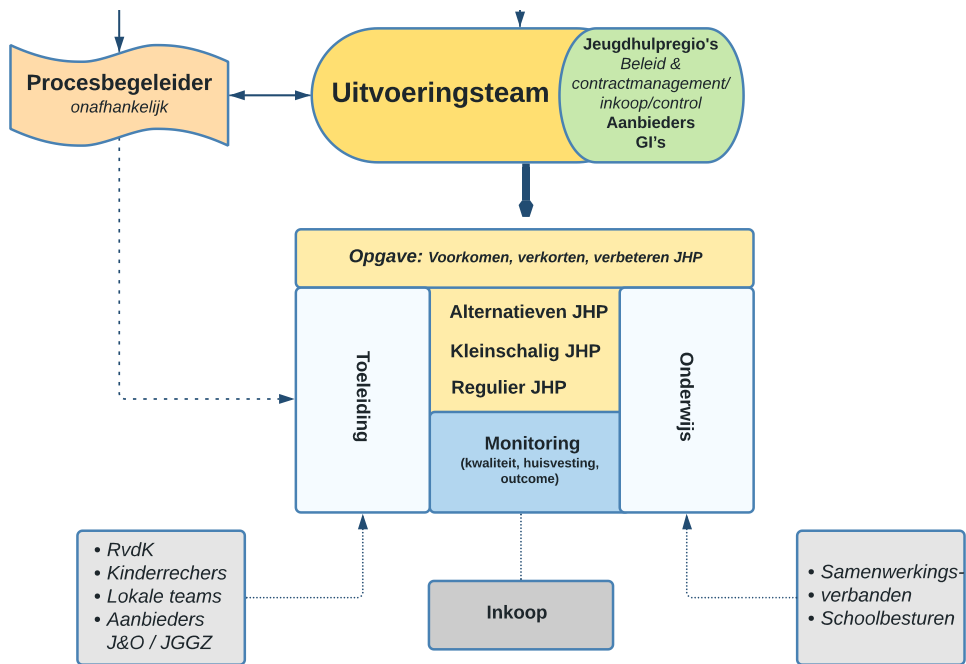 Procesbegeleider
onafhankelijk
Uitvoeringsteam
Jeugdhulpregio's
Beleid &
contractmanagement/
inkoop/control
Aanbieders
GI's
Opgave: Voorkomen, verkorten, verbeteren JHP
Toeleiding
Alternatieven JHP
Kleinschalig JHP
Regulier JHP
Onderwijs
Monitoring
(kwaliteit, huisvesting,
outcome)
• RvdK
• Kinderrechers
• Lokale teams
• Aanbieders
J&O / JGGZ
Inkoop
• Samenwerkings-
• verbanden
• Schoolbesturen